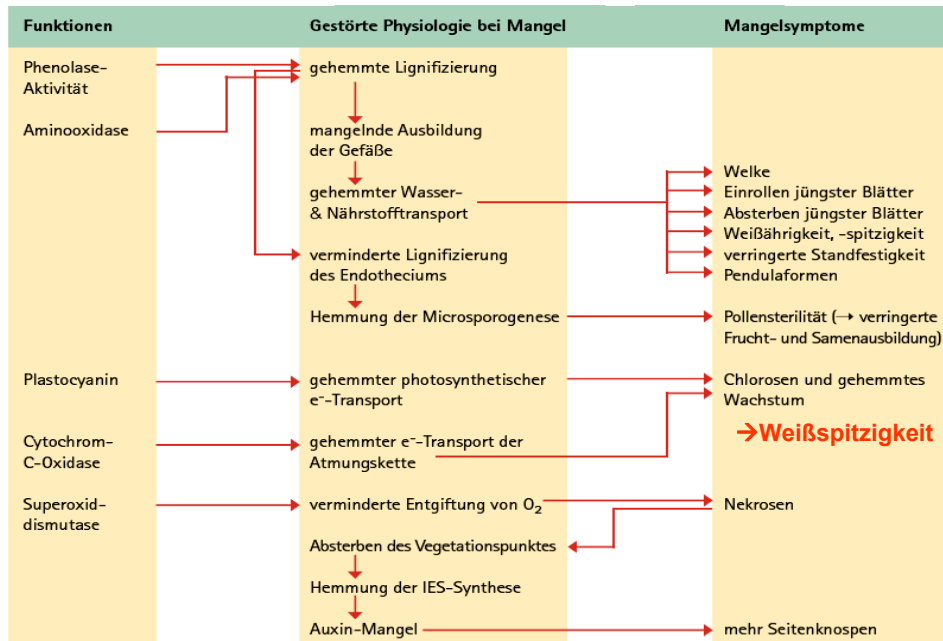 Funktionen
Gestörte Physiologie bei Mangel
Mangelsymptome
Phenolase-
Aktivität
gehemmte Lignifizierung
Aminooxidase
mangelnde Ausbildung
der Gefäße
gehemmter Wasser-
& Nährstofftransport
Welke
Einrollen jüngster Blätter
Absterben jüngster Blätter
Weißährigkeit, -spitzigkeit
verringerte Standfestigkeit
Pendulaformen
verminderte Lignifizierung
des Endotheciums
Hemmung der Microsporogenese
Pollensterilität (→ verringerte
Frucht- und Samenausbildung)
Plastocyanin
gehemmter photosynthetischer
e⁻-Transport
Chlorosen und gehemmtes
Wachstum
→Weißspitzigkeit
Cytochrom-
C-Oxidase
gehemmter e⁻-Transport der
Atmungskette
Superoxid-
dismutase
verminderte Entgiftung von O₂
Nekrosen
Absterben des Vegetationspunktes
Hemmung der IES-Synthese
Auxin-Mangel
mehr Seitenknospen